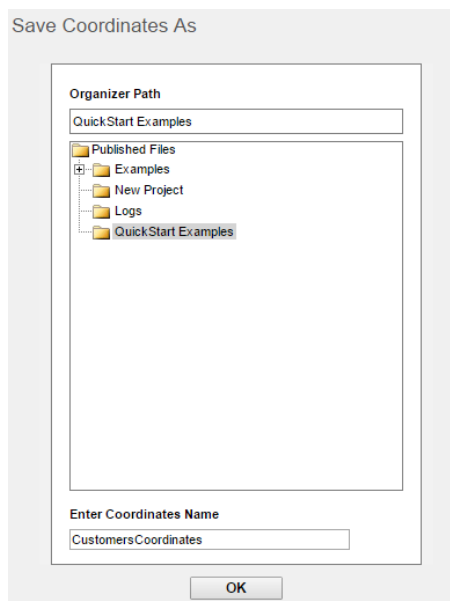 Save Coordinates As
Organizer Path
QuickStart Examples
Published Files
Examples
New Project
Logs
QuickStart Examples
Enter Coordinates Name
CustomersCoordinates
OK